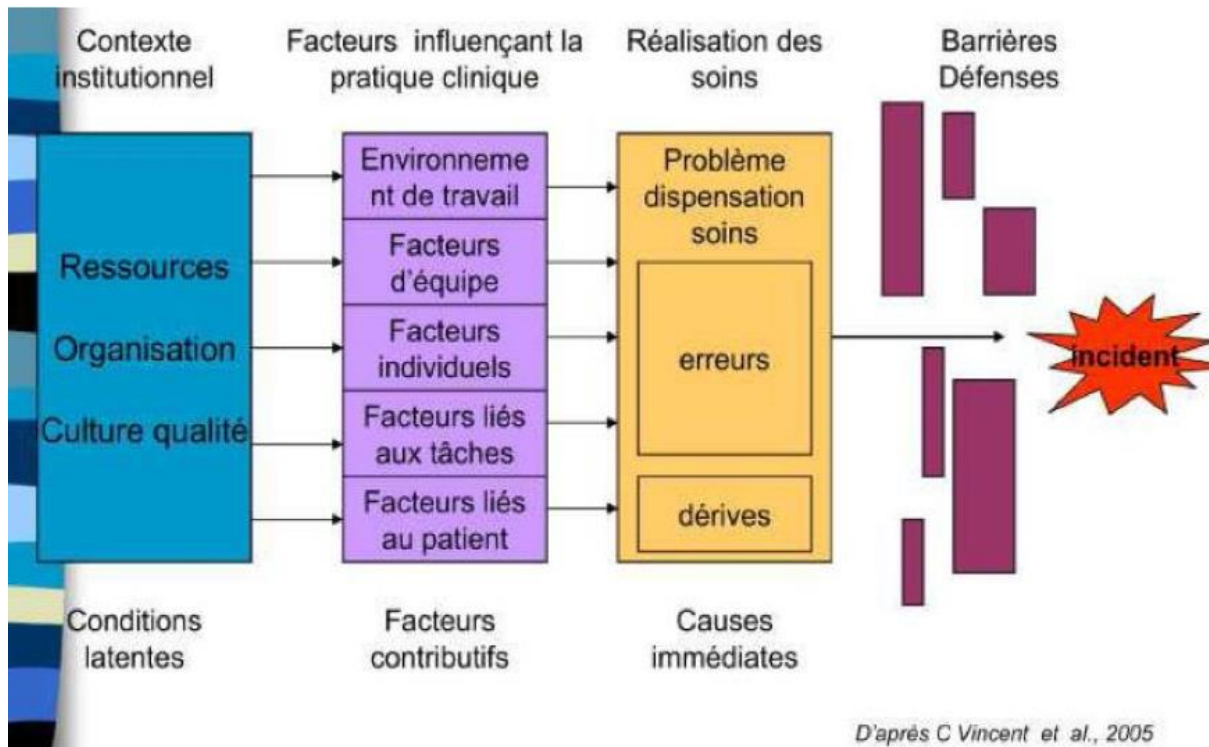 Contexte
institutionnel
Facteurs influençant la
pratique clinique
Réalisation des
soins
Barrières
Défenses
Ressources
Organisation
Culture qualité
Environneme
nt de travail
Facteurs
d'équipe
Facteurs
individuels
Facteurs liés
aux tâches
Facteurs liés
au patient
Problème
dispensation
soins
erreurs
dérives
incident
Conditions
latentes
Facteurs
contributifs
Causes
immédiates
D'après C Vincent et al., 2005